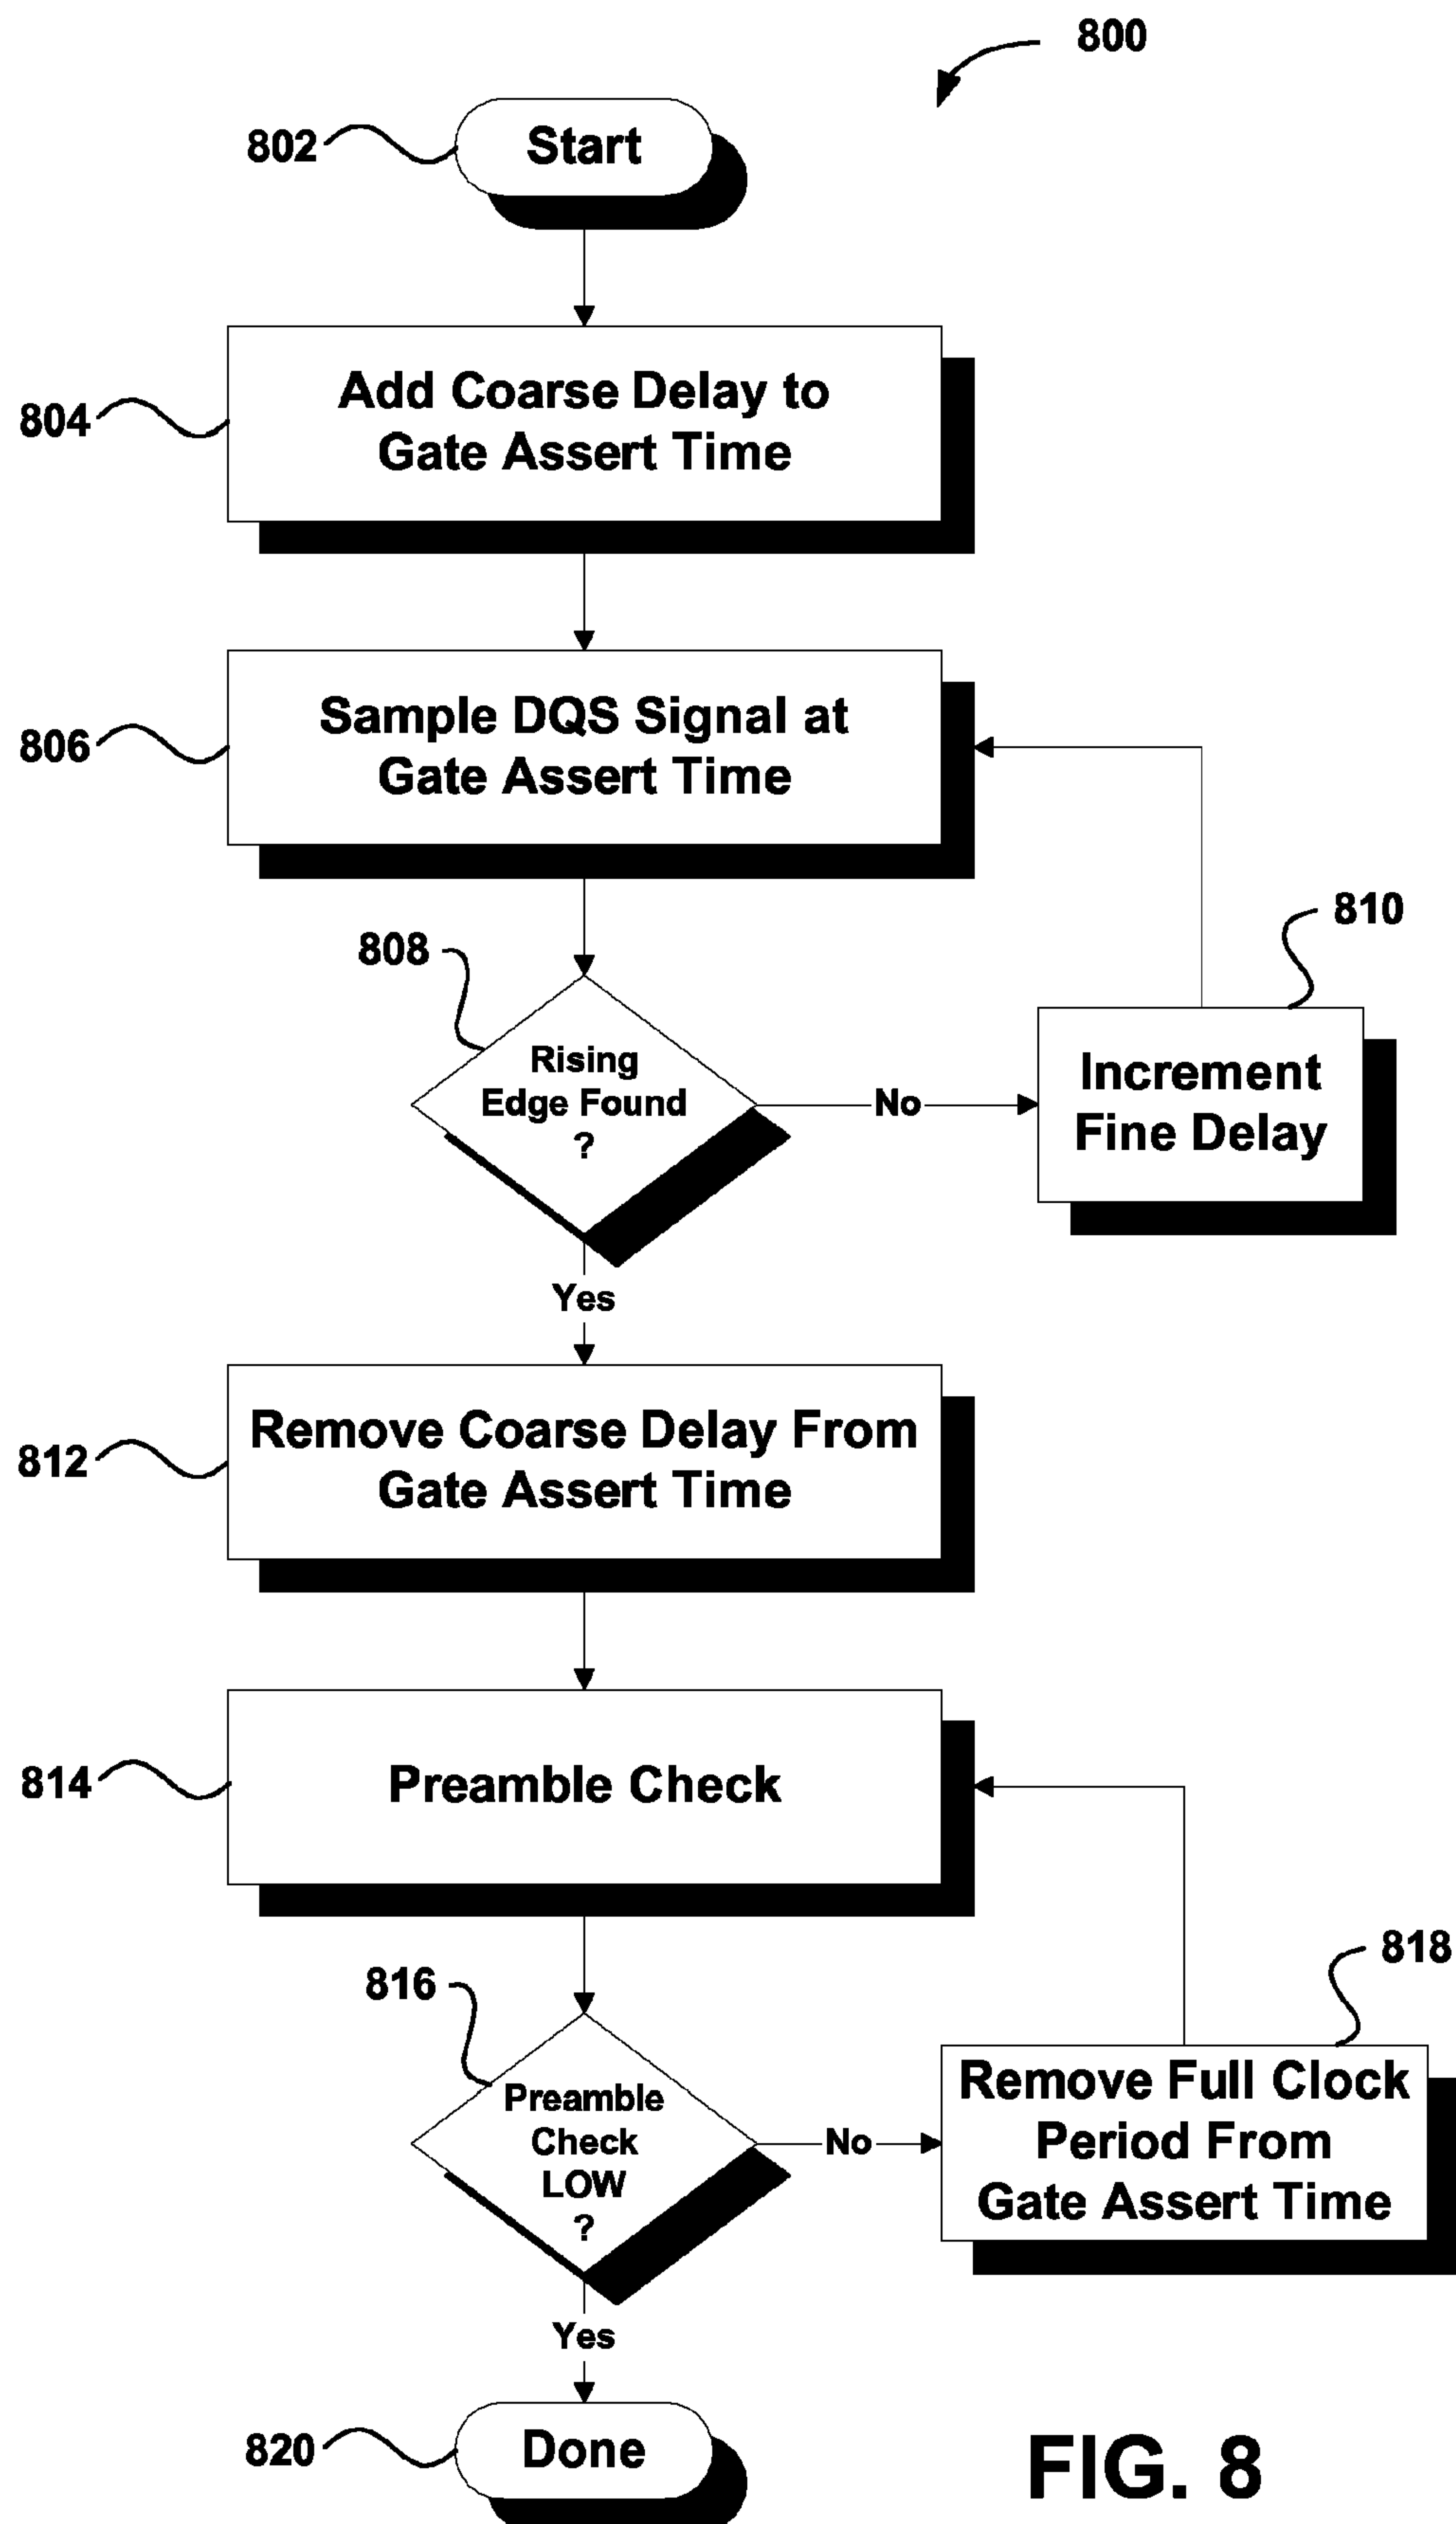 800
802
Start
804
Add Coarse Delay to
Gate Assert Time
806
Sample DQS Signal at
Gate Assert Time
808
Rising
Edge Found
?
No
810
Increment
Fine Delay
Yes
812
Remove Coarse Delay From
Gate Assert Time
814
Preamble Check
816
Preamble
Check
LOW
?
No
818
Remove Full Clock
Period From
Gate Assert Time
Yes
820
Done
FIG. 8